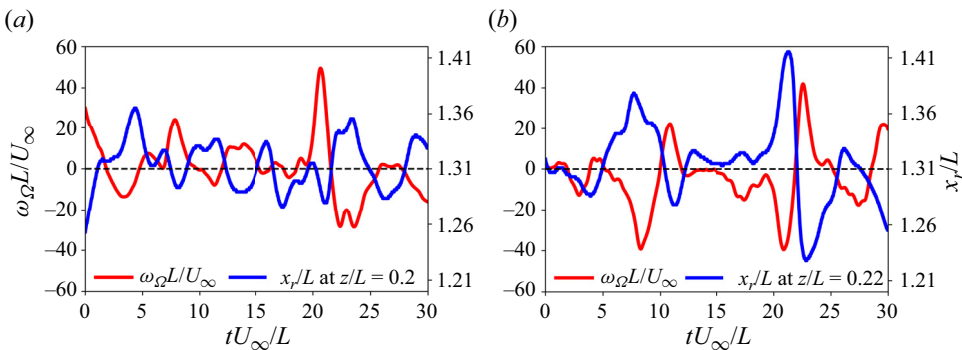 (a)
60
40
20
0
−20
−40
−60
ω_Ω L/U_∞
1.41
1.36
1.31
1.26
1.21
ω_Ω L/U_∞
x_r/L at z/L = 0.2
0 5 10 15 20 25 30
tU_∞/L
(b)
60
40
20
0
−20
−40
−60
1.41
1.36
1.31
1.26
1.21
x_r/L
ω_Ω L/U_∞
x_r/L at z/L = 0.22
0 5 10 15 20 25 30
tU_∞/L